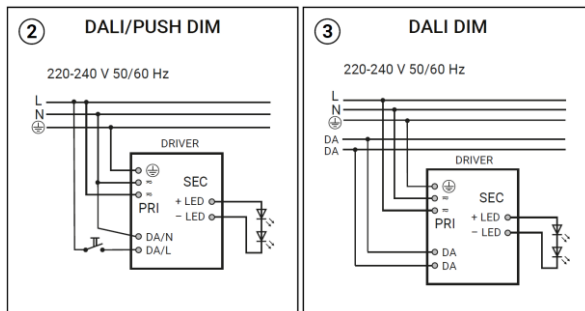 2 DALI/PUSH DIM
220-240 V 50/60 Hz
L
N
DRIVER
SEC
PRI
+ LED
− LED
DA/N
DA/L
3 DALI DIM
220-240 V 50/60 Hz
L
N
DA
DA
DRIVER
SEC
PRI
+ LED
− LED
DA
DA